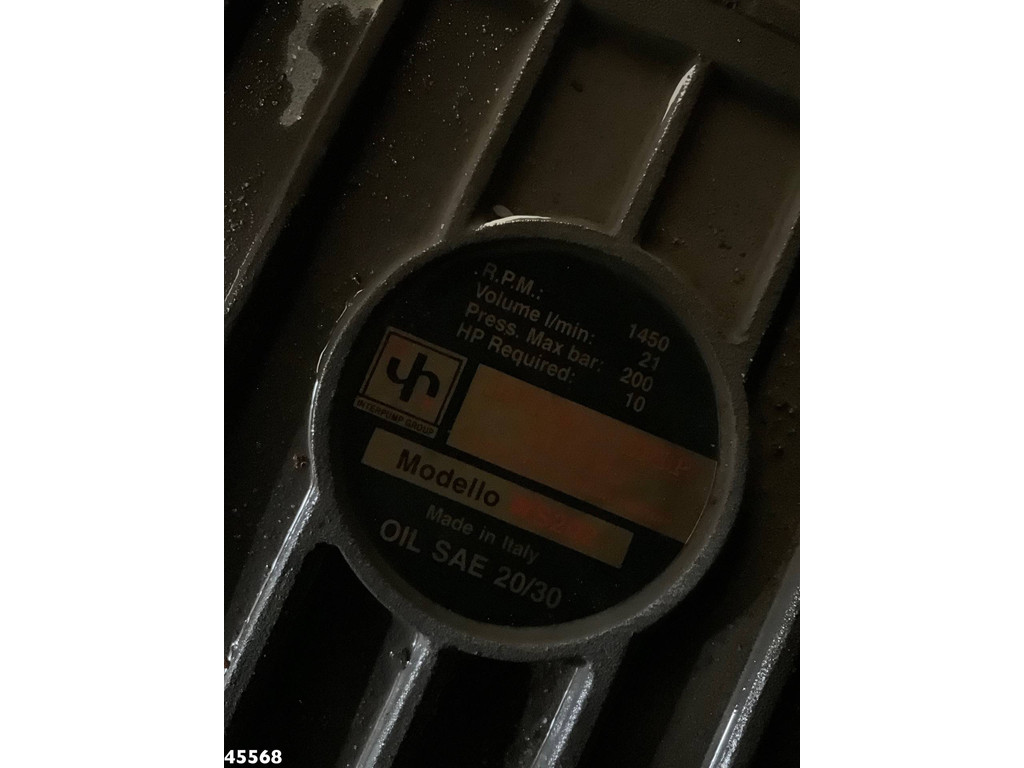 R.P.M.: 1450
Volume l/min: 21
Press. Max bar: 200
HP Required: 10
INTERPUMP GROUP
Modello
Made in Italy
OIL SAE 20/30
45568